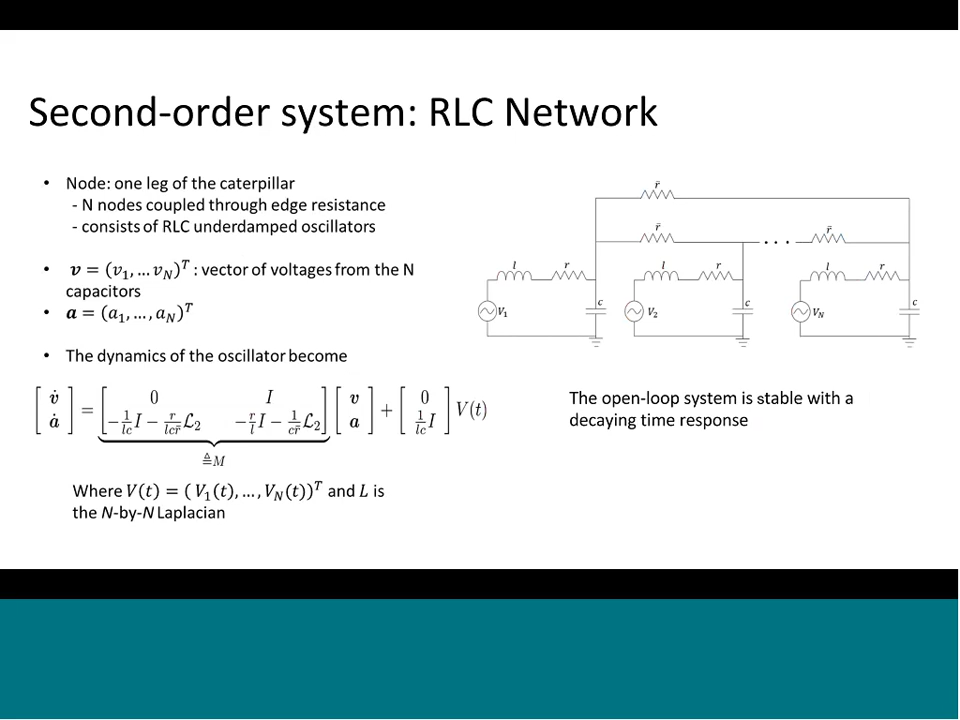 Second-order system: RLC Network
• Node: one leg of the caterpillar
- N nodes coupled through edge resistance
- consists of RLC underdamped oscillators
• v = (v₁, … v_N)ᵀ : vector of voltages from the N
capacitors
• a = (a₁, … , a_N)ᵀ
• The dynamics of the oscillator become
[ v̇ ; ȧ ] = [ 0  I ; −1/(lc) I − r/(lcr̄) ℒ₂  −r/l I − 1/(cr̄) ℒ₂ ] [ v ; a ] + [ 0 ; 1/(lc) I ] V(t)
≜M
Where V(t) = ( V₁(t), … , V_N(t))ᵀ and L is
the N-by-N Laplacian
r̄
r̄ ... r̄
l r l r l r
V₁ c V₂ c V_N c
The open-loop system is stable with a
decaying time response